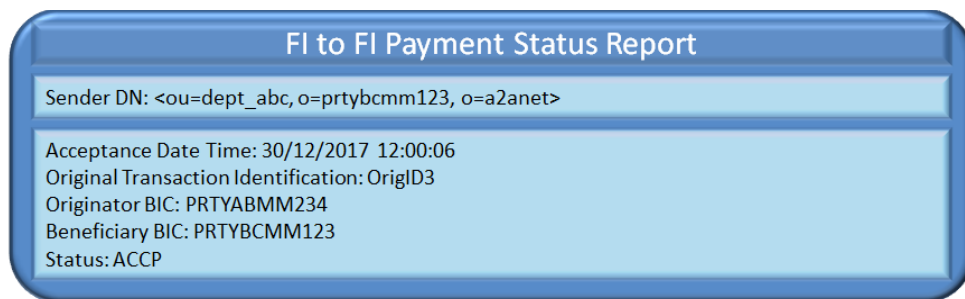 FI to FI Payment Status Report
Sender DN: <ou=dept_abc, o=prtybcmm123, o=a2anet>
Acceptance Date Time: 30/12/2017 12:00:06
Original Transaction Identification: OrigID3
Originator BIC: PRTYABMM234
Beneficiary BIC: PRTYBCMM123
Status: ACCP